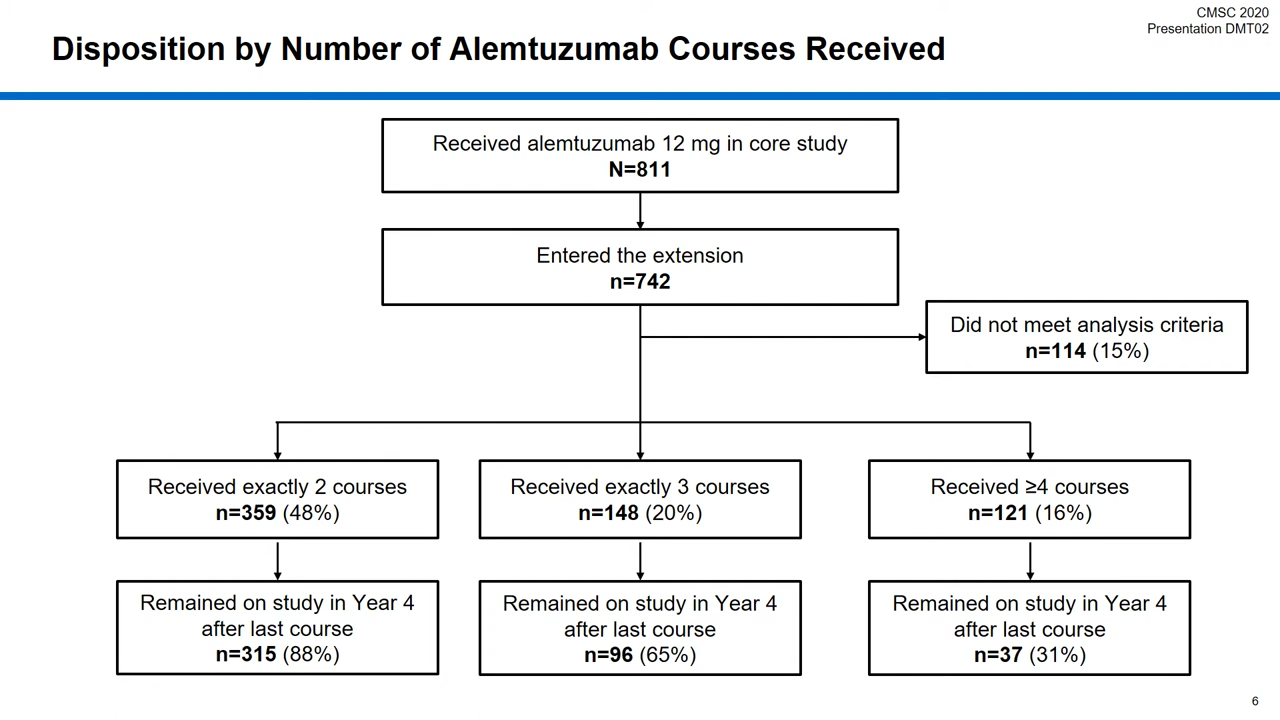 CMSC 2020
Presentation DMT02
Disposition by Number of Alemtuzumab Courses Received
Received alemtuzumab 12 mg in core study
N=811
Entered the extension
n=742
Did not meet analysis criteria
n=114 (15%)
Received exactly 2 courses
n=359 (48%)
Received exactly 3 courses
n=148 (20%)
Received ≥4 courses
n=121 (16%)
Remained on study in Year 4
after last course
n=315 (88%)
Remained on study in Year 4
after last course
n=96 (65%)
Remained on study in Year 4
after last course
n=37 (31%)
6